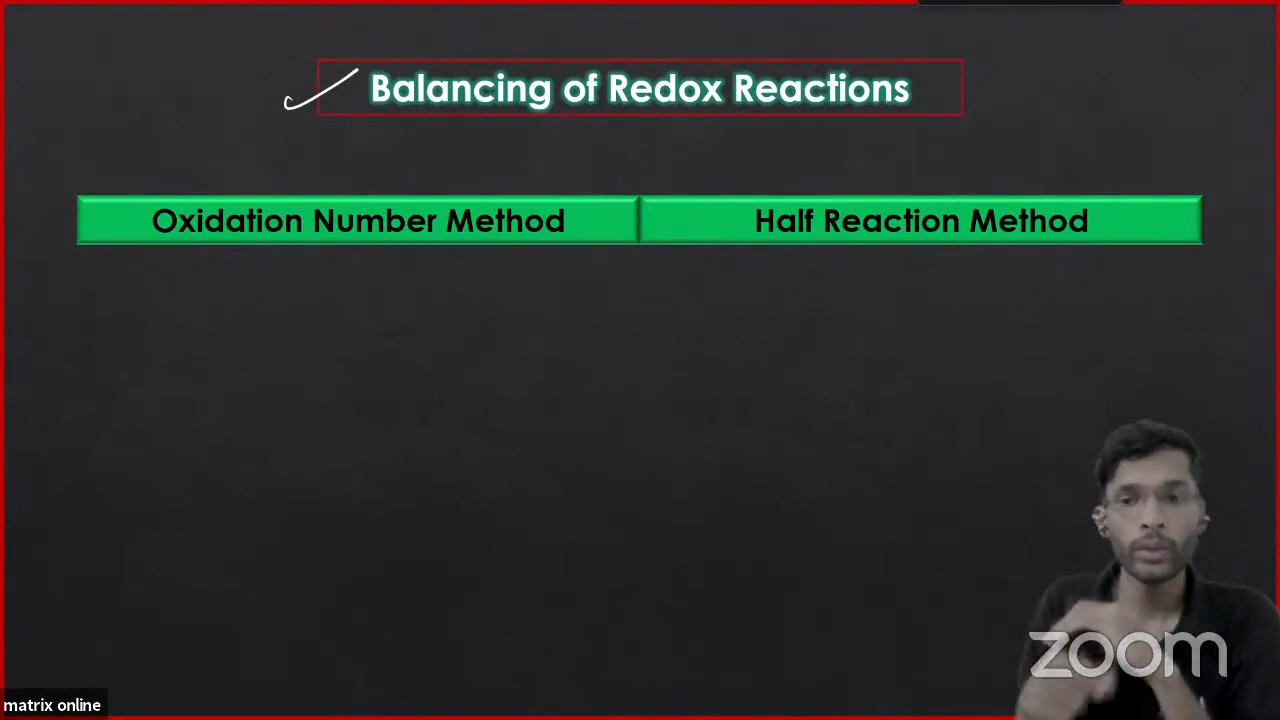 Balancing of Redox Reactions
Oxidation Number Method
Half Reaction Method
zoom
matrix online